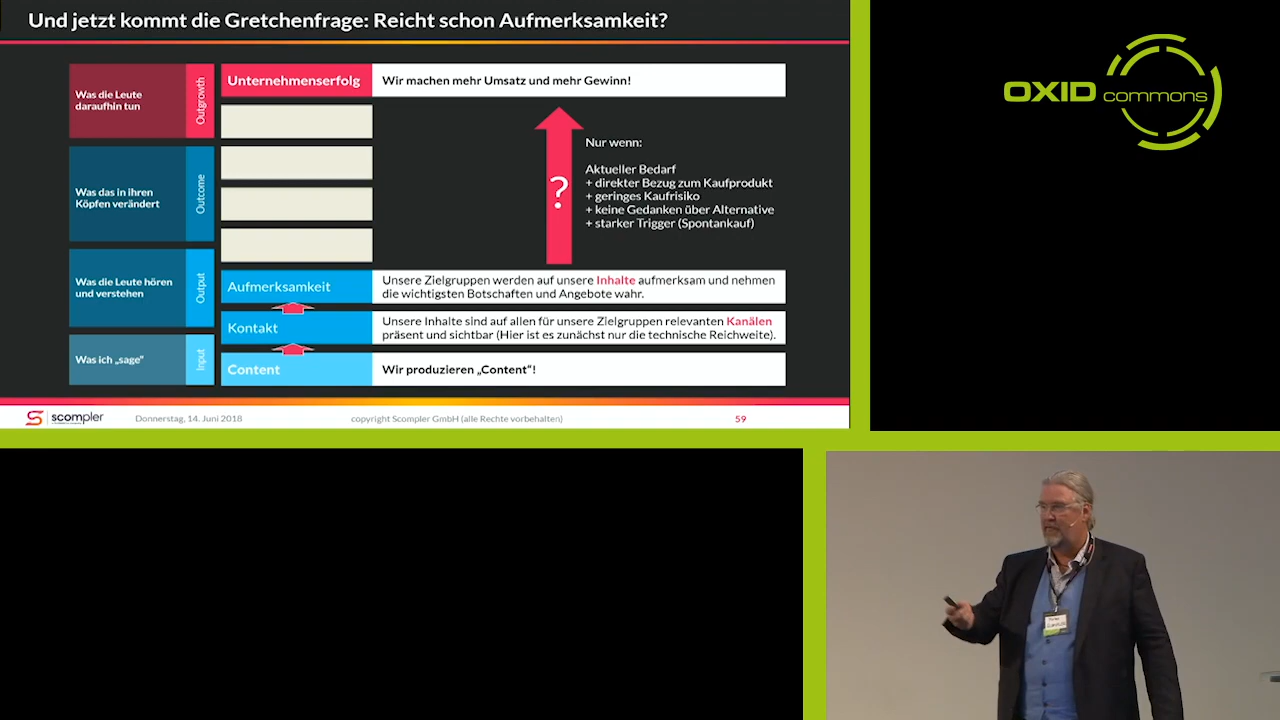 Und jetzt kommt die Gretchenfrage: Reicht schon Aufmerksamkeit?
Was die Leute
daraufhin tun
Outgrowth
Unternehmenserfolg
Wir machen mehr Umsatz und mehr Gewinn!
Was das in ihren
Köpfen verändert
Outcome
?
Nur wenn:
Aktueller Bedarf
+ direkter Bezug zum Kaufprodukt
+ geringes Kaufrisiko
+ keine Gedanken über Alternative
+ starker Trigger (Spontankauf)
Was die Leute hören
und verstehen
Output
Aufmerksamkeit
Unsere Zielgruppen werden auf unsere Inhalte aufmerksam und nehmen
die wichtigsten Botschaften und Angebote wahr.
Kontakt
Unsere Inhalte sind auf allen für unsere Zielgruppen relevanten Kanälen
präsent und sichtbar (Hier ist es zunächst nur die technische Reichweite).
Was ich „sage“
Input
Content
Wir produzieren „Content“!
scompler
Donnerstag, 14. Juni 2018
copyright Scompler GmbH (alle Rechte vorbehalten)
59
OXID commons